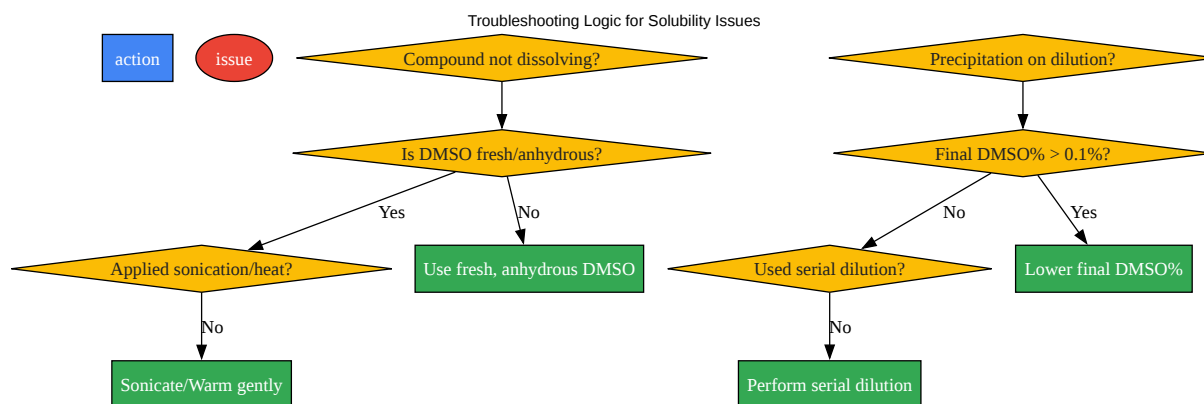 Troubleshooting Logic for Solubility Issues
action
issue
Compound not dissolving?
Precipitation on dilution?
Is DMSO fresh/anhydrous?
Final DMSO% > 0.1%?
Yes
No
No
Yes
Applied sonication/heat?
Use fresh, anhydrous DMSO
Used serial dilution?
Lower final DMSO%
No
No
Sonicate/Warm gently
Perform serial dilution